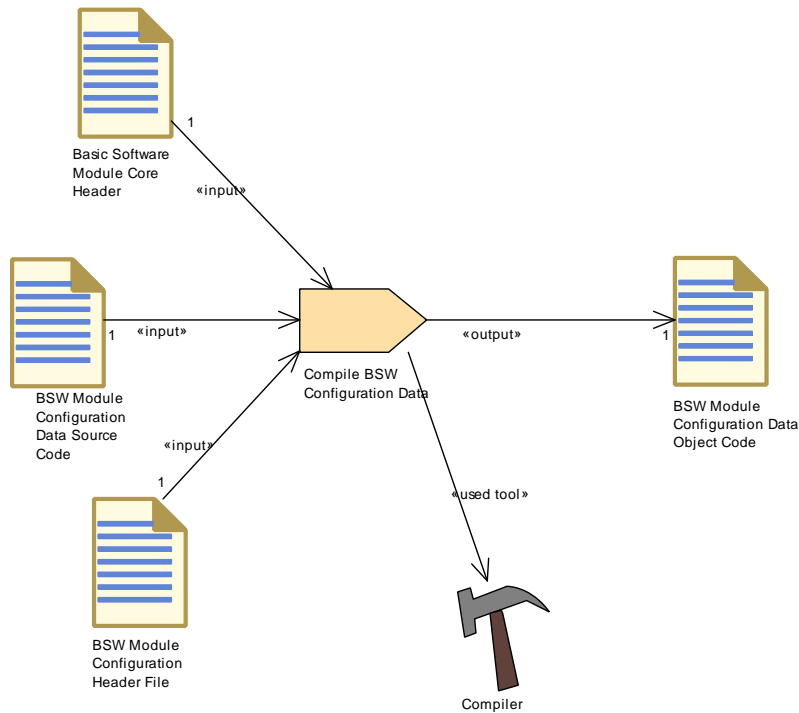 1
Basic Software
Module Core
Header
«input»
1
«input»
BSW Module
Configuration
Data Source
Code
Compile BSW
Configuration Data
«output»
1
BSW Module
Configuration Data
Object Code
«input»
1
BSW Module
Configuration
Header File
«used tool»
Compiler